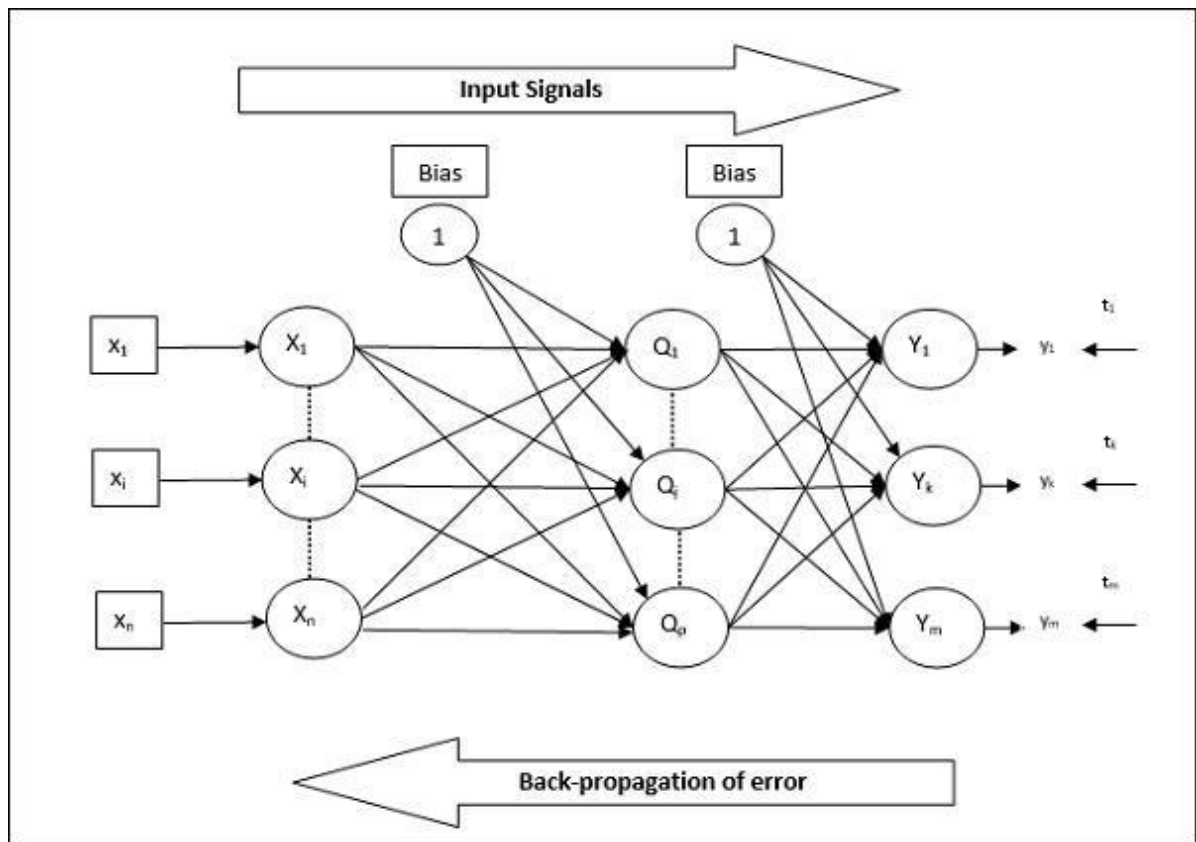 Input Signals
Bias
Bias
1
1
t₁
x₁
X₁
Q₁
Y₁
y₁
tₖ
xᵢ
Xᵢ
Qⱼ
Yₖ
yₖ
tₘ
xₙ
Xₙ
Qₚ
Yₘ
yₘ
Back-propagation of error